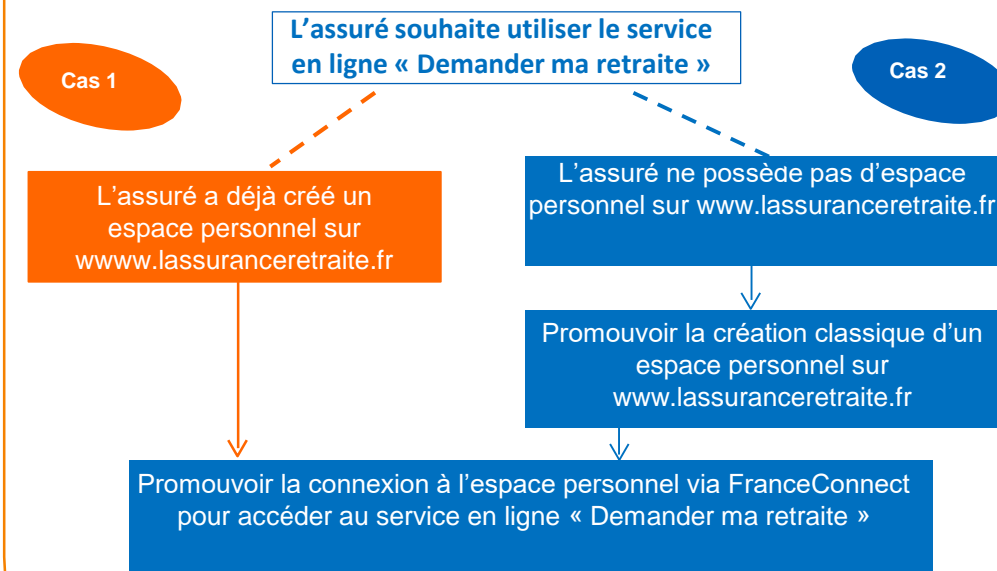 L’assuré souhaite utiliser le service
en ligne « Demander ma retraite »
Cas 1
Cas 2
L’assuré a déjà créé un
espace personnel sur
wwww.lassuranceretraite.fr
L’assuré ne possède pas d’espace
personnel sur www.lassuranceretraite.fr
Promouvoir la création classique d’un
espace personnel sur
www.lassuranceretraite.fr
Promouvoir la connexion à l’espace personnel via FranceConnect
pour accéder au service en ligne « Demander ma retraite »